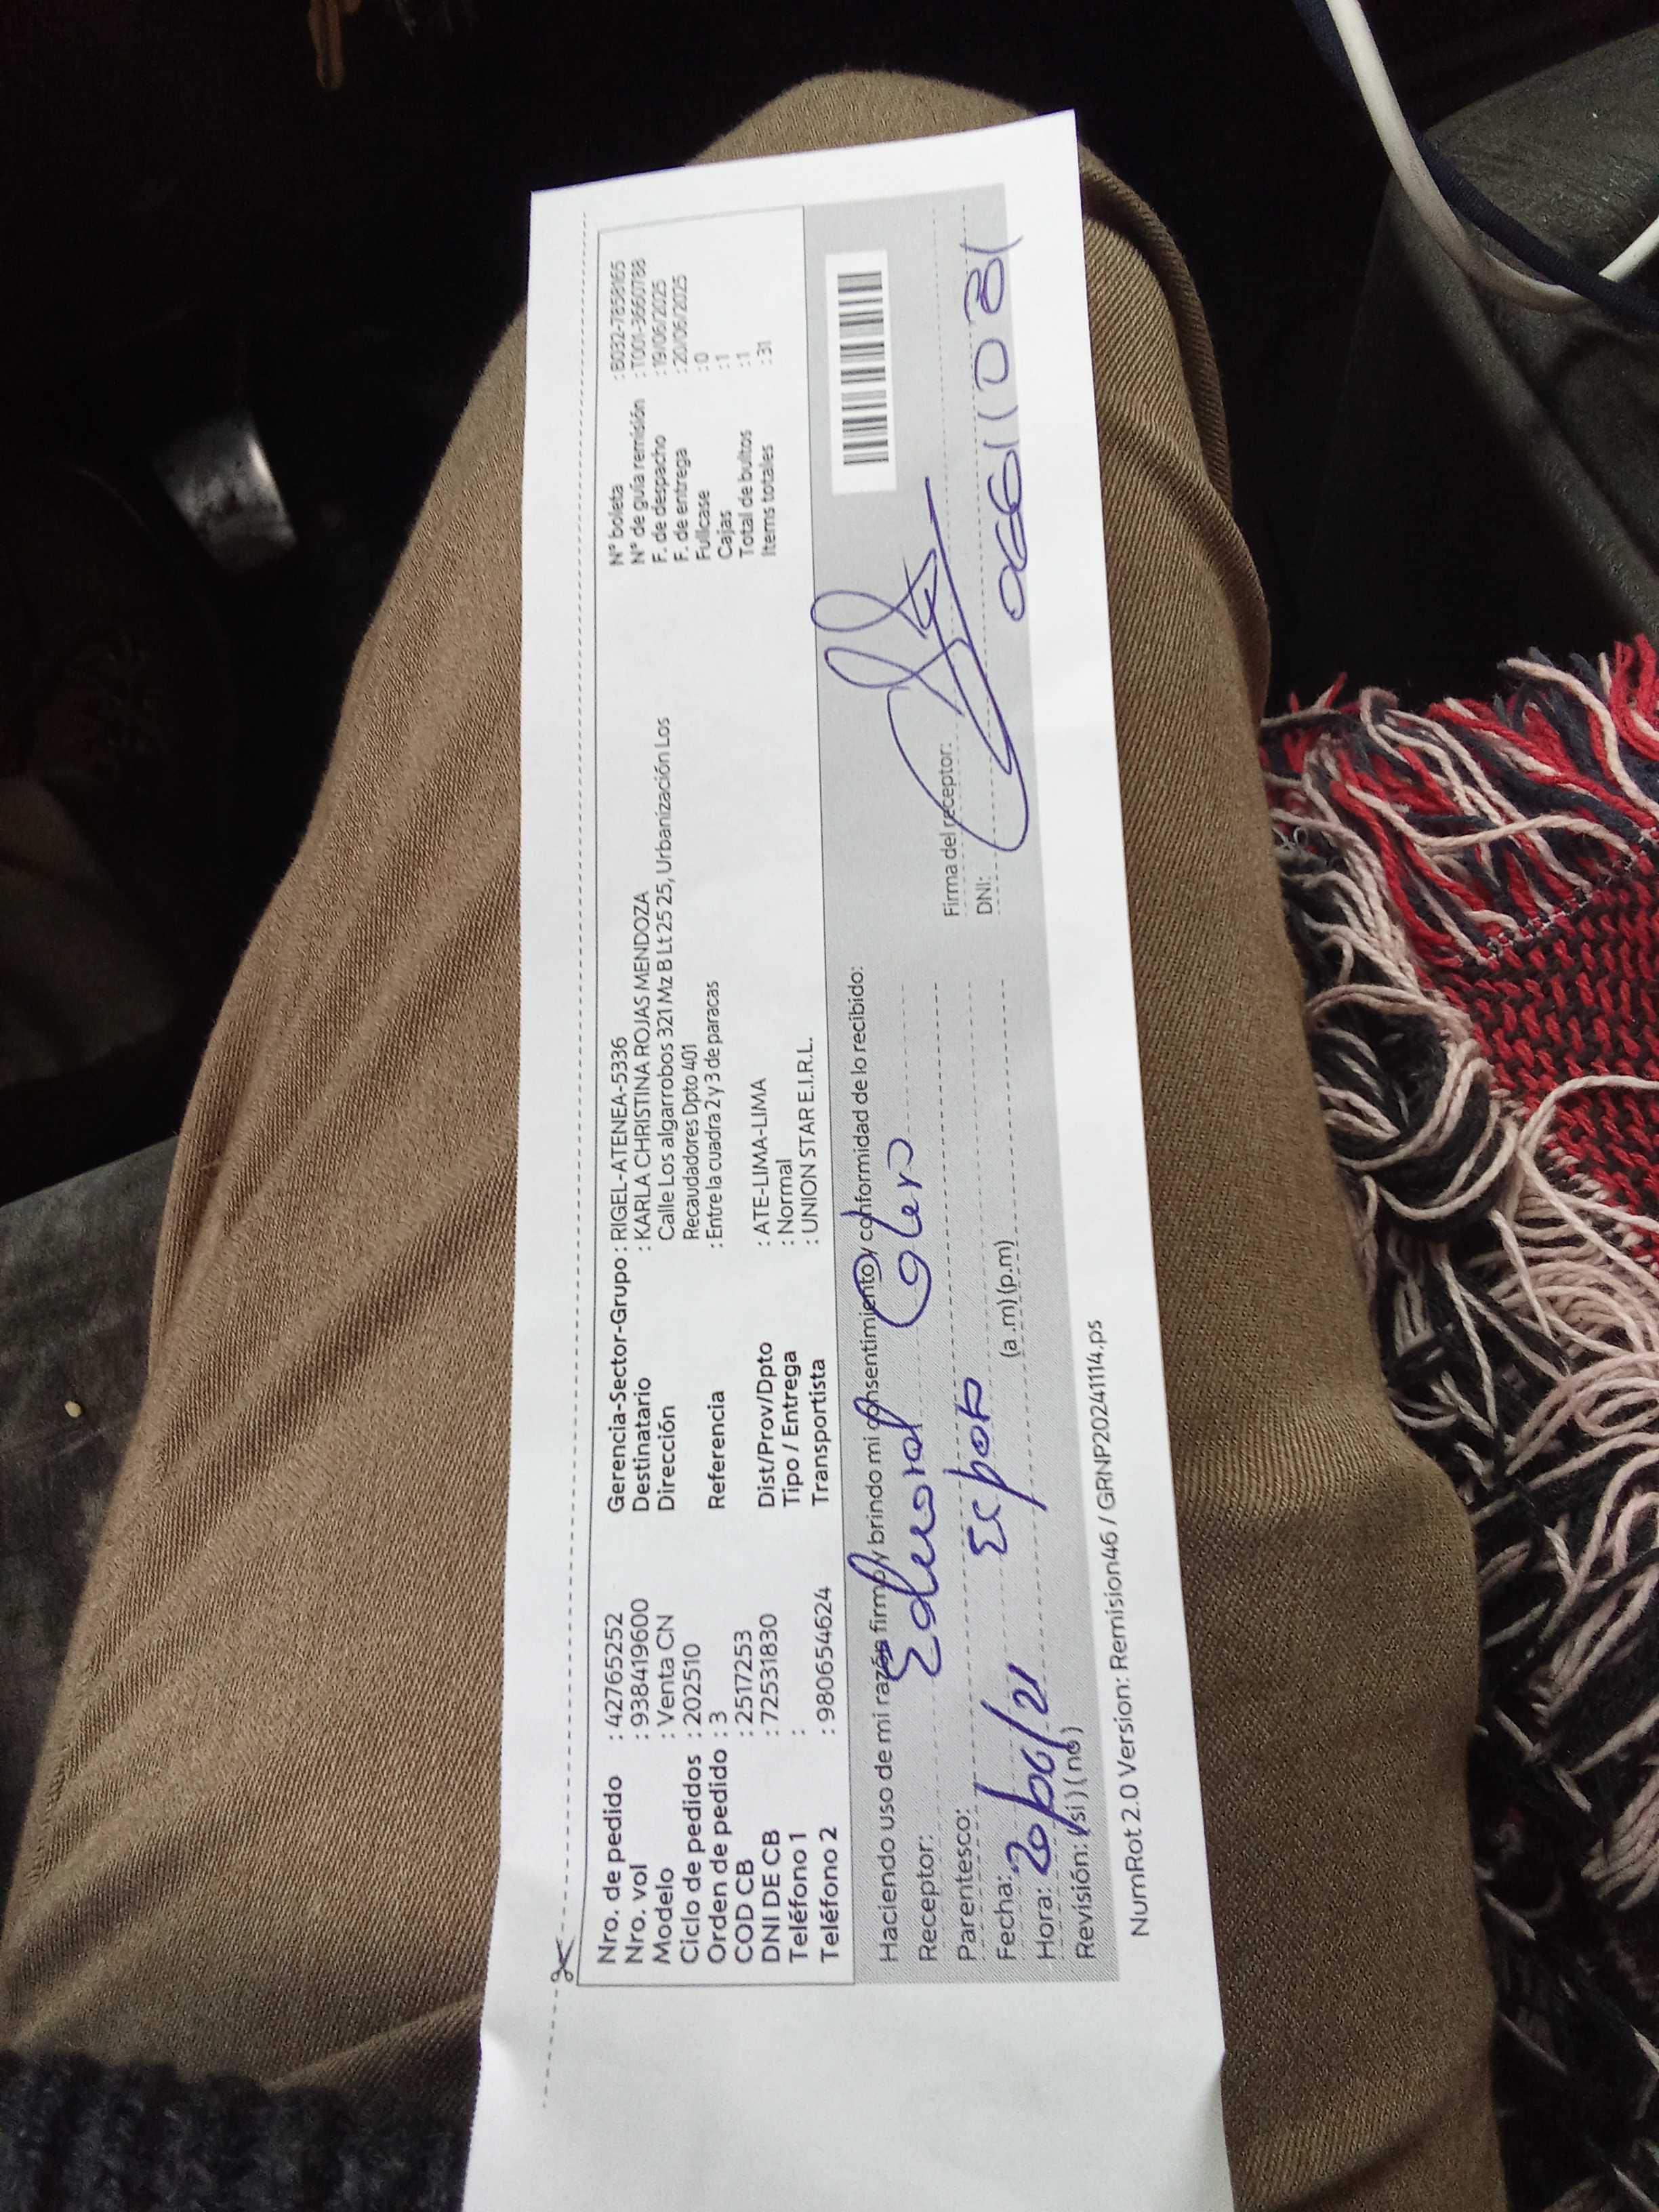 Nro. de pedido : 42765252
Nro. vol : 938419600
Modelo : Venta CN
Ciclo de pedidos : 202510
Orden de pedido : 3
COD CB : 2517253
DNI DE CB : 72531830
Teléfono 1 :
Teléfono 2 : 980654624
Gerencia-Sector-Grupo : RIGEL-ATENEA-5336
Destinatario : KARLA CHRISTINA ROJAS MENDOZA
Dirección Calle Los algarrobos 321 Mz B Lt 25 25, Urbanización Los
Recaudadores Dpto 401
Referencia : Entre la cuadra 2 y 3 de paracas
Dist/Prov/Dpto : ATE-LIMA-LIMA
Tipo / Entrega : Normal
Transportista : UNION STAR E.I.R.L.
N° boleta : B032-7858165
N° de guía remisión : T001-3660788
F. de despacho : 19/06/2025
F. de entrega : 20/06/2025
Fullcase : 0
Cajas : 1
Total de bultos : 1
Ítems totales : 31
Haciendo uso de mi razón firmo y brindo mi consentimiento y conformidad de lo recibido:
Receptor:
Parentesco:
Fecha: 20/06/21
Hora: (a .m) (p.m)
Revisión: (si) (no)
Firma del receptor:
DNI:
NumRot 2.0 Version: Remision46 / GRNP20241114.ps